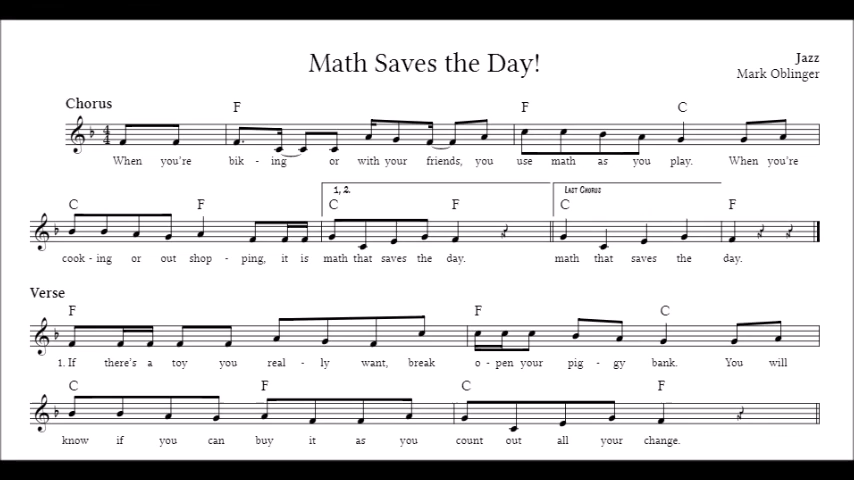 Math Saves the Day!
Jazz
Mark Oblinger
Chorus
F F C
When you're bik - ing or with your friends, you use math as you play. When you're
1, 2. Last Chorus
C F C F C F
cook - ing or out shop - ping, it is math that saves the day. math that saves the day.
Verse
F F C
1. If there's a toy you real - ly want, break o - pen your pig - gy bank. You will
C F C F
know if you can buy it as you count out all your change.